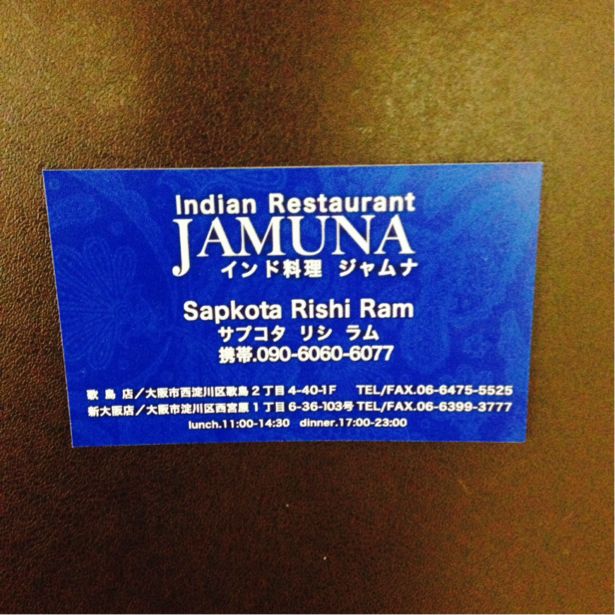 Indian Restaurant
JAMUNA
インド料理 ジャムナ
Sapkota Rishi Ram
サプコタ リシ ラム
携帯.090-6060-6077
歌 島 店／大阪市西淀川区歌島2丁目4-40-1F TEL/FAX.06-6475-5525
新大阪店／大阪市淀川区西宮原1丁目6-36-103号 TEL/FAX.06-6399-3777
lunch.11:00-14:30 dinner.17:00-23:00